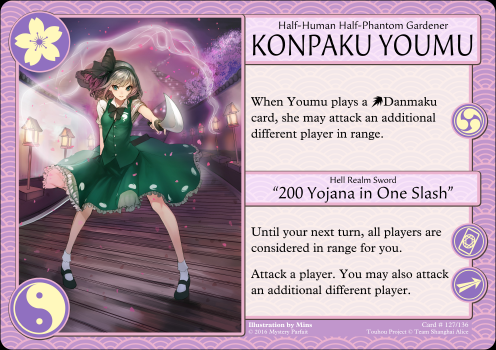 Half-Human Half-Phantom Gardener
KONPAKU YOUMU
When Youmu plays a Danmaku
card, she may attack an additional
different player in range.
Hell Realm Sword
“200 Yojana in One Slash”
Until your next turn, all players are
considered in range for you.
Attack a player. You may also attack
an additional different player.
Illustration by Minus
© 2016 Mystery Parfait
Card # 127/136
Touhou Project © Team Shanghai Alice